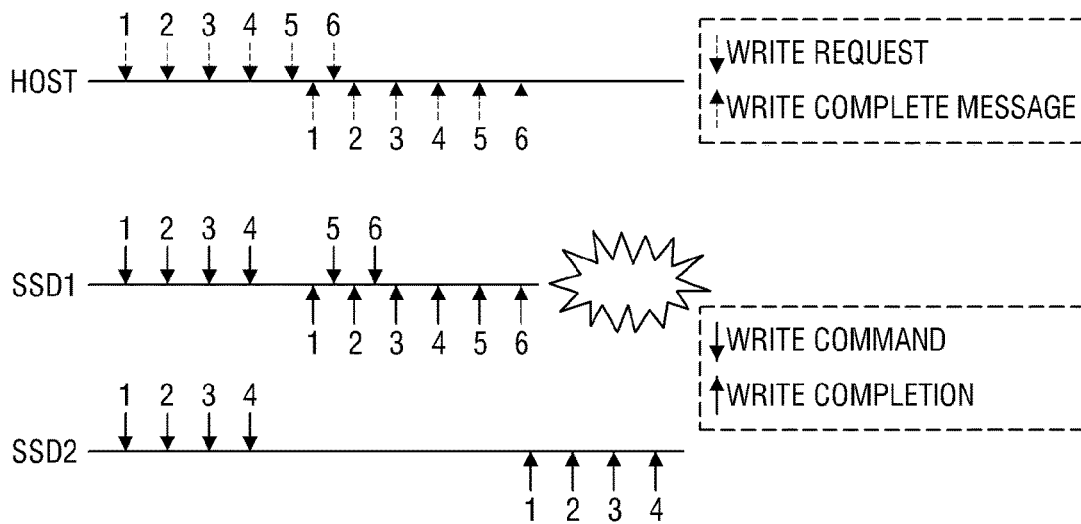 1 2 3 4 5 6
HOST
1 2 3 4 5 6
WRITE REQUEST
WRITE COMPLETE MESSAGE
1 2 3 4 5 6
SSD1
1 2 3 4 5 6
WRITE COMMAND
WRITE COMPLETION
1 2 3 4
SSD2
1 2 3 4